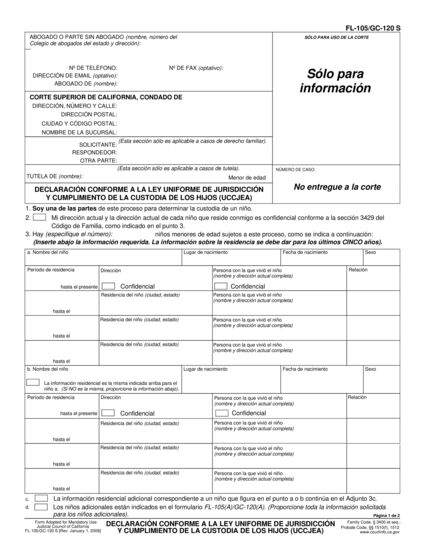 FL-105/GC-120 S
ABOGADO O PARTE SIN ABOGADO (nombre, número del
Colegio de abogados del estado y dirección):
SÓLO PARA USO DE LA CORTE
Nº DE TELÉFONO: Nº DE FAX (optativo):
DIRECCIÓN DE EMAIL (optativo):
ABOGADO DE (nombre):
Sólo para
información
CORTE SUPERIOR DE CALIFORNIA, CONDADO DE
DIRECCIÓN, NÚMERO Y CALLE:
DIRECCIÓN POSTAL:
CIUDAD Y CÓDIGO POSTAL:
NOMBRE DE LA SUCURSAL:
(Esta sección sólo es aplicable a casos de derecho familiar).
SOLICITANTE:
RESPONDEDOR:
OTRA PARTE:
(Esta sección sólo es aplicable a casos de tutela).
TUTELA DE (nombre): Menor de edad
NÚMERO DE CASO:
No entregue a la corte
DECLARACIÓN CONFORME A LA LEY UNIFORME DE JURISDICCIÓN
Y CUMPLIMIENTO DE LA CUSTODIA DE LOS HIJOS (UCCJEA)
1. Soy una de las partes de este proceso para determinar la custodia de un niño.
2. Mi dirección actual y la dirección actual de cada niño que reside conmigo es confidencial conforme a la sección 3429 del
Código de Familia, como indicado en el punto 3.
3. Hay (especifique el número): niños menores de edad sujetos a este proceso, como se indica a continuación:
(Inserte abajo la información requerida. La información sobre la residencia se debe dar para los últimos CINCO años).
a. Nombre del niño Lugar de nacimiento Fecha de nacimiento Sexo
Período de residencia Dirección Persona con la que vivió el niño Relación
(nombre y dirección actual completa)
hasta el presente Confidencial Confidencial
Residencia del niño (ciudad, estado) Persona con la que vivió el niño
(nombre y dirección actual completa)
hasta el
Residencia del niño (ciudad, estado) Persona con la que vivió el niño
(nombre y dirección actual completa)
hasta el
Residencia del niño (ciudad, estado) Persona con la que vivió el niño
(nombre y dirección actual completa)
hasta el
b. Nombre del niño Lugar de nacimiento Fecha de nacimiento Sexo
La información residencial es la misma indicada arriba para el
niño a. (Si NO es la misma, proporcione la información abajo).
Período de residencia Dirección Persona con la que vivió el niño Relación
(nombre y dirección actual completa)
hasta el presente Confidencial Confidencial
Residencia del niño (ciudad, estado) Persona con la que vivió el niño
(nombre y dirección actual completa)
hasta el
Residencia del niño (ciudad, estado) Persona con la que vivió el niño
(nombre y dirección actual completa)
hasta el
Residencia del niño (ciudad, estado) Persona con la que vivió el niño
(nombre y dirección actual completa)
hasta el
c. La información residencial adicional correspondiente a un niño que figura en el punto a o b continúa en el Adjunto 3c.
d. Los niños adicionales están indicados en el formulario FL-105(A)/GC-120(A). (Proporcione toda la información solicitada
para los niños adicionales).
Página 1 de 2
Form Adopted for Mandatory Use
Judicial Council of California
FL-105/GC-120 S [Rev. January 1, 2009]
DECLARACIÓN CONFORME A LA LEY UNIFORME DE JURISDICCIÓN
Y CUMPLIMIENTO DE LA CUSTODIA DE LOS HIJOS (UCCJEA)
Family Code, § 3400 et seq.;
Probate Code, §§ 1510(f), 1512
www.courtinfo.ca.gov